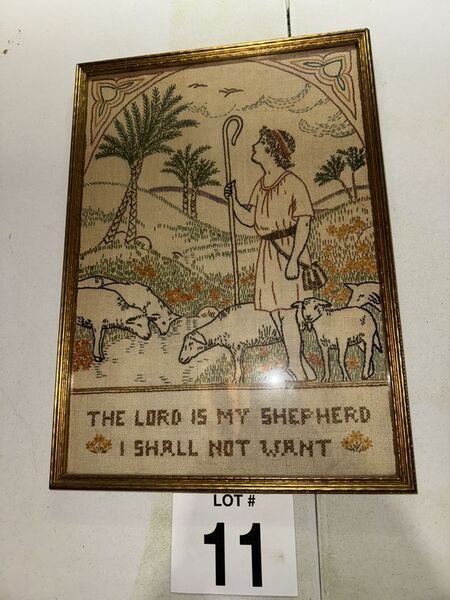 THE LORD IS MY SHEPHERD
I SHALL NOT WANT
LOT #
11